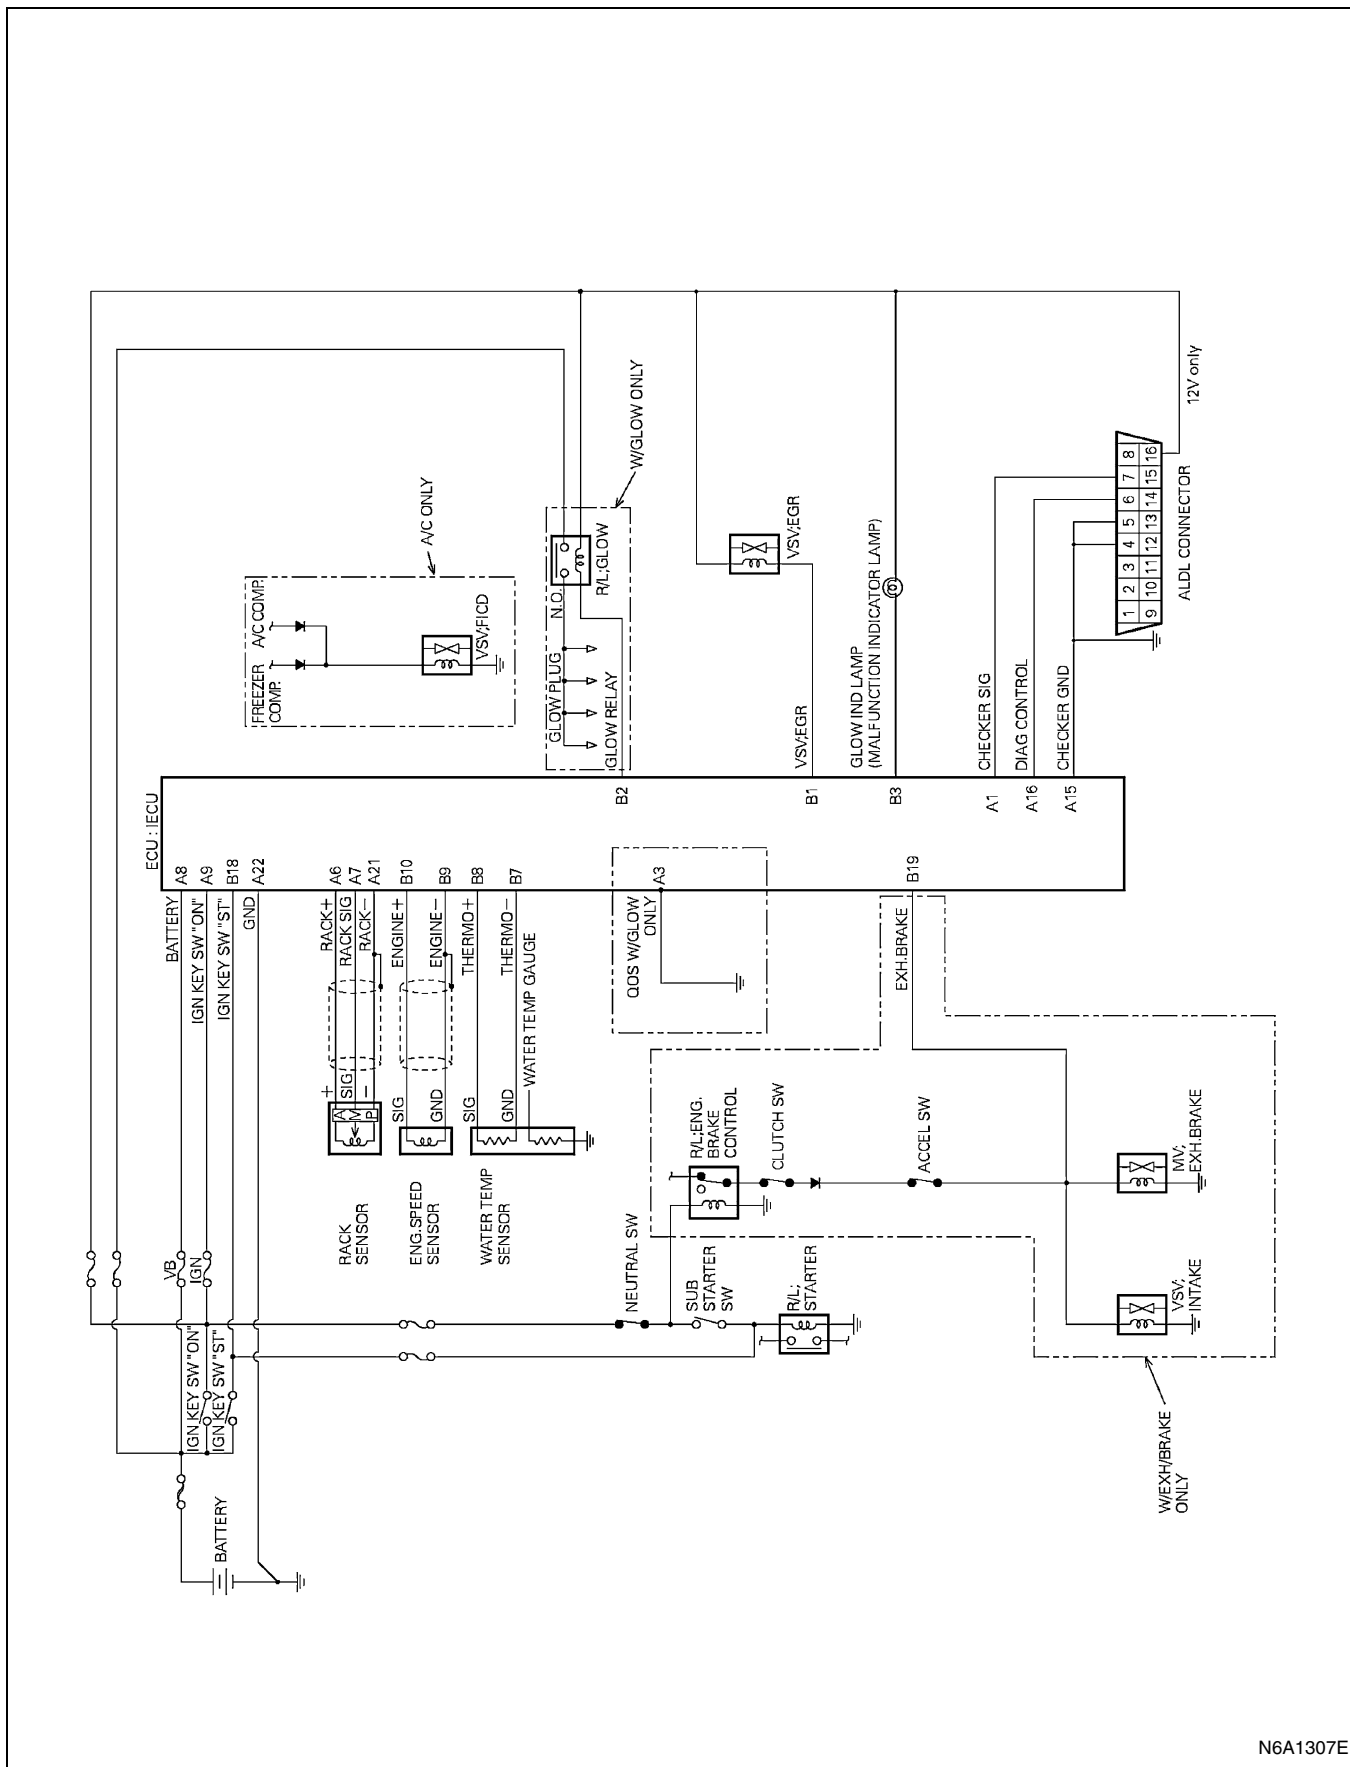 BATTERY
IGN KEY SW "ON"
IGN KEY SW "ST"
VB
IGN
BATTERY
IGN KEY SW "ON"
IGN KEY SW "ST"
GND
ECU : IECU
A8
A9
B18
A22
RACK
SENSOR
+
SIG
−
A
M
P
RACK+
RACK SIG
RACK−
A6
A7
A21
ENG.SPEED
SENSOR
SIG
GND
ENGINE+
ENGINE−
B10
B9
WATER TEMP
SENSOR
SIG
GND
THERMO+
THERMO−
WATER TEMP GAUGE
B8
B7
FREEZER
COMP.
A/C COMP.
VSV;FICD
A/C ONLY
GLOW PLUG
N.O.
GLOW RELAY
R/L;GLOW
W/GLOW ONLY
B2
NEUTRAL SW
SUB
STARTER
SW
R/L;
STARTER
QOS W/GLOW
ONLY
A3
R/L;ENG.
BRAKE
CONTROL
CLUTCH SW
ACCEL SW
VSV;EGR
VSV;EGR
B1
GLOW IND LAMP
(MALFUNCTION INDICATOR LAMP)
B3
EXH.BRAKE
B19
CHECKER SIG
A1
DIAG CONTROL
A16
CHECKER GND
A15
1 2 3 4 5 6 7 8
9 10 11 12 13 14 15 16
ALDL CONNECTOR
12V only
VSV;
INTAKE
MV;
EXH.BRAKE
W/EXH/BRAKE
ONLY
N6A1307E